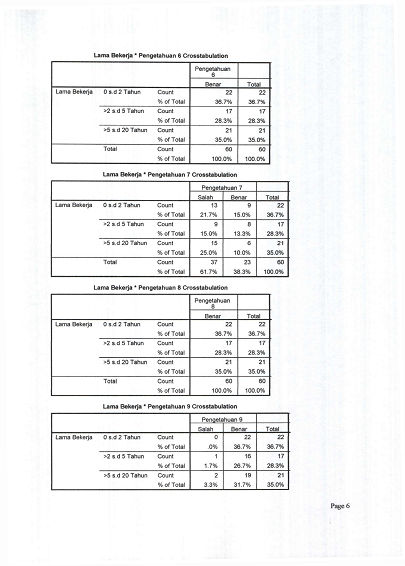 Lama Bekerja * Pengetahuan 6 Crosstabulation
Pengetahuan
6
Benar Total
Lama Bekerja 0 s.d 2 Tahun Count 22 22
% of Total 36.7% 36.7%
>2 s.d 5 Tahun Count 17 17
% of Total 28.3% 28.3%
>5 s.d 20 Tahun Count 21 21
% of Total 35.0% 35.0%
Total Count 60 60
% of Total 100.0% 100.0%
Lama Bekerja * Pengetahuan 7 Crosstabulation
Pengetahuan 7
Salah Benar Total
Lama Bekerja 0 s.d 2 Tahun Count 13 9 22
% of Total 21.7% 15.0% 36.7%
>2 s.d 5 Tahun Count 9 8 17
% of Total 15.0% 13.3% 28.3%
>5 s.d 20 Tahun Count 15 6 21
% of Total 25.0% 10.0% 35.0%
Total Count 37 23 60
% of Total 61.7% 38.3% 100.0%
Lama Bekerja * Pengetahuan 8 Crosstabulation
Pengetahuan
8
Benar Total
Lama Bekerja 0 s.d 2 Tahun Count 22 22
% of Total 36.7% 36.7%
>2 s.d 5 Tahun Count 17 17
% of Total 28.3% 28.3%
>5 s.d 20 Tahun Count 21 21
% of Total 35.0% 35.0%
Total Count 60 60
% of Total 100.0% 100.0%
Lama Bekerja * Pengetahuan 9 Crosstabulation
Pengetahuan 9
Salah Benar Total
Lama Bekerja 0 s.d 2 Tahun Count 0 22 22
% of Total .0% 36.7% 36.7%
>2 s.d 5 Tahun Count 1 16 17
% of Total 1.7% 26.7% 28.3%
>5 s.d 20 Tahun Count 2 19 21
% of Total 3.3% 31.7% 35.0%
Page 6